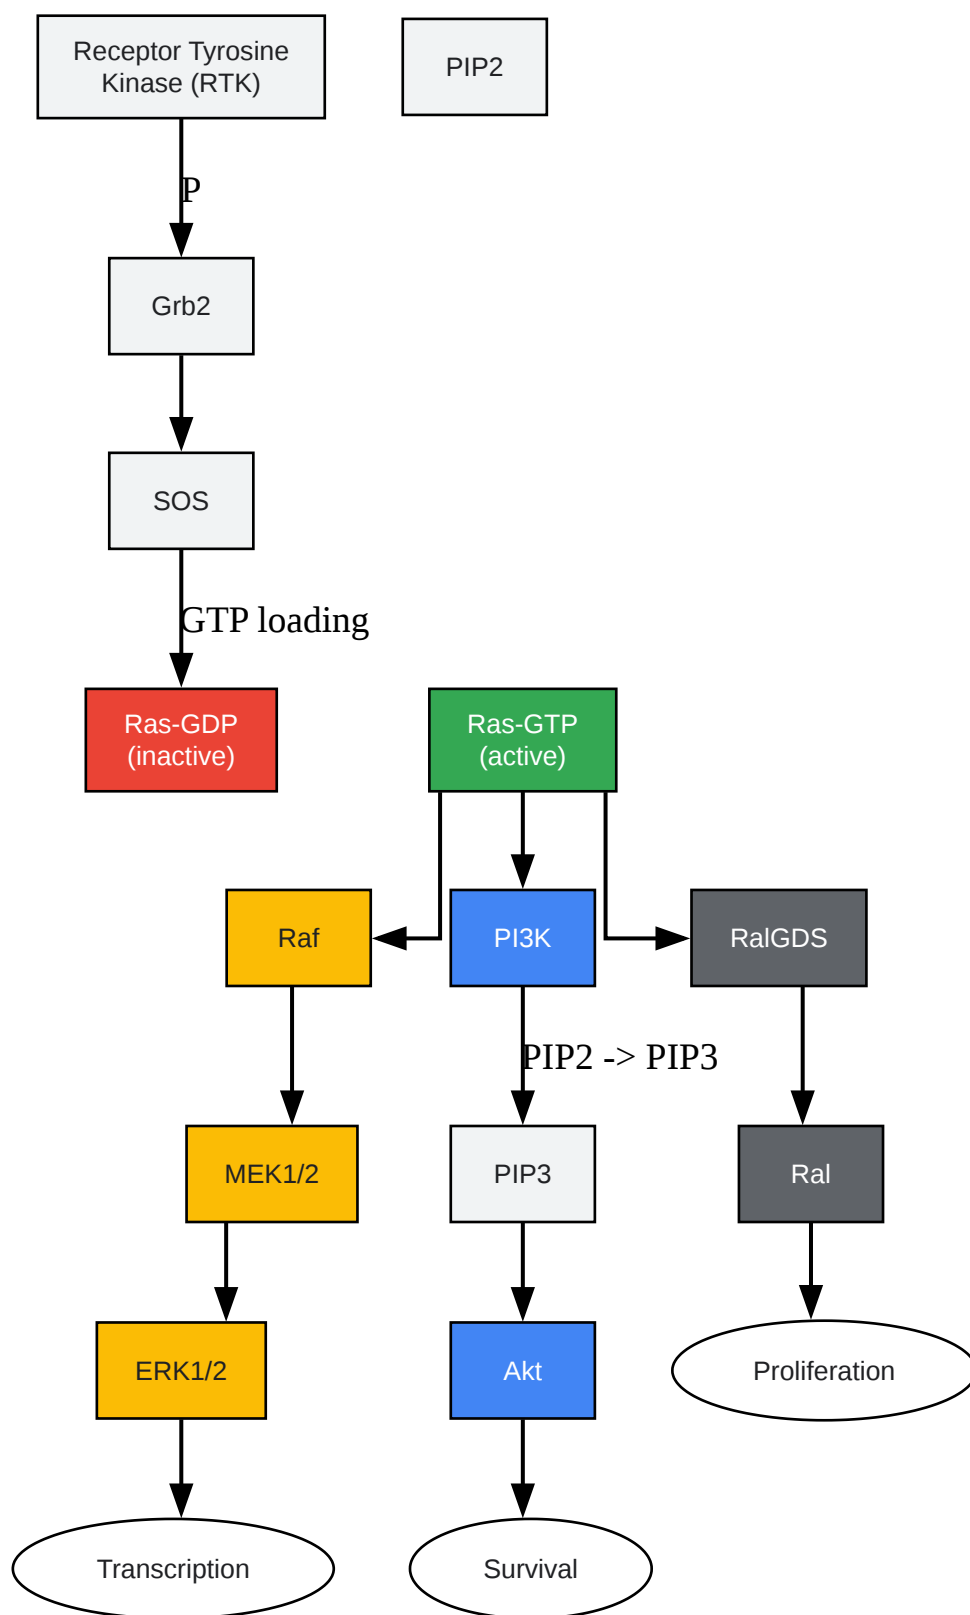 Receptor Tyrosine
Kinase (RTK)
PIP2
P
Grb2
SOS
GTP loading
Ras-GDP
(inactive)
Ras-GTP
(active)
Raf
PI3K
RalGDS
PIP2 -> PIP3
MEK1/2
PIP3
Ral
ERK1/2
Akt
Proliferation
Transcription
Survival